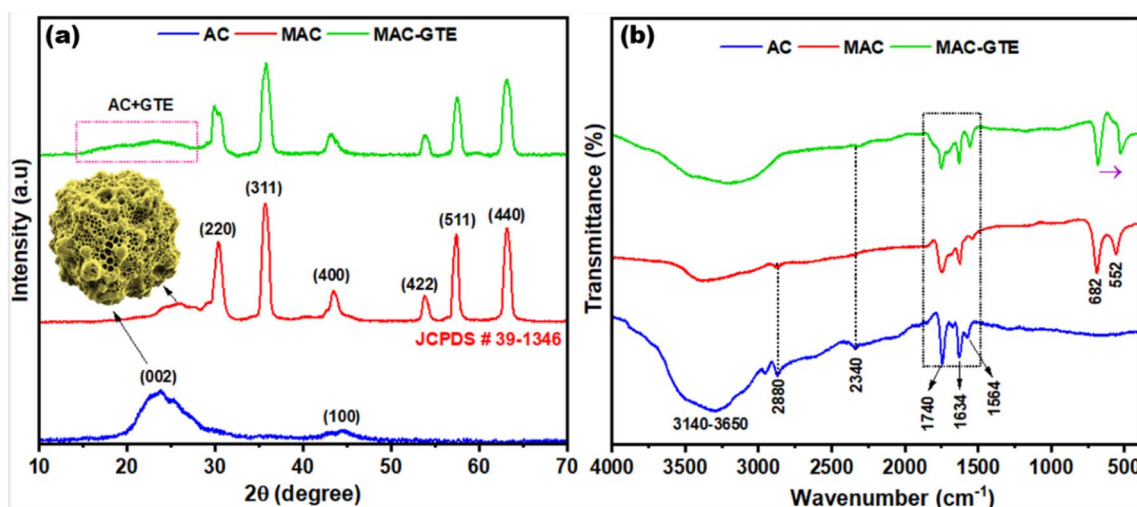 (a)
AC MAC MAC-GTE
AC+GTE
(220)
(311)
(400)
(422)
(511)
(440)
JCPDS # 39-1346
(002)
(100)
Intensity (a.u)
10 20 30 40 50 60 70
2θ (degree)
(b)
AC MAC MAC-GTE
682
552
3140-3650
2880
2340
1740
1634
1564
Transmittance (%)
4000 3500 3000 2500 2000 1500 1000 500
Wavenumber (cm⁻¹)